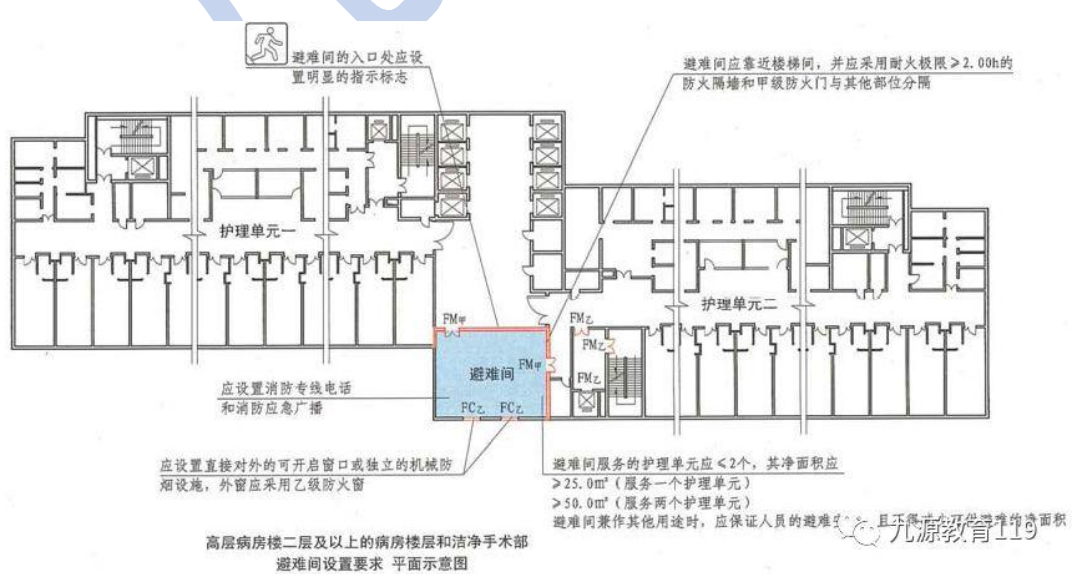 避难间的入口处应设
置明显的指示标志
避难间应靠近楼梯间，并应采用耐火极限≥2.00h的
防火隔墙和甲级防火门与其他部位分隔
护理单元一
护理单元二
FM甲
FM乙
FM乙
避难间
FM甲
FM乙
应设置消防专线电话
和消防应急广播
FC乙 FC乙
应设置直接对外的可开启窗口或独立的机械防
烟设施，外窗应采用乙级防火窗
避难间服务的护理单元应≤2个，其净面积应
≥25.0m²（服务一个护理单元）
≥50.0m²（服务两个护理单元）
避难间兼作其他用途时，应保证人员的避难 且不得 可供避难的净面积
九源教育119
高层病房楼二层及以上的病房楼层和洁净手术部
避难间设置要求 平面示意图